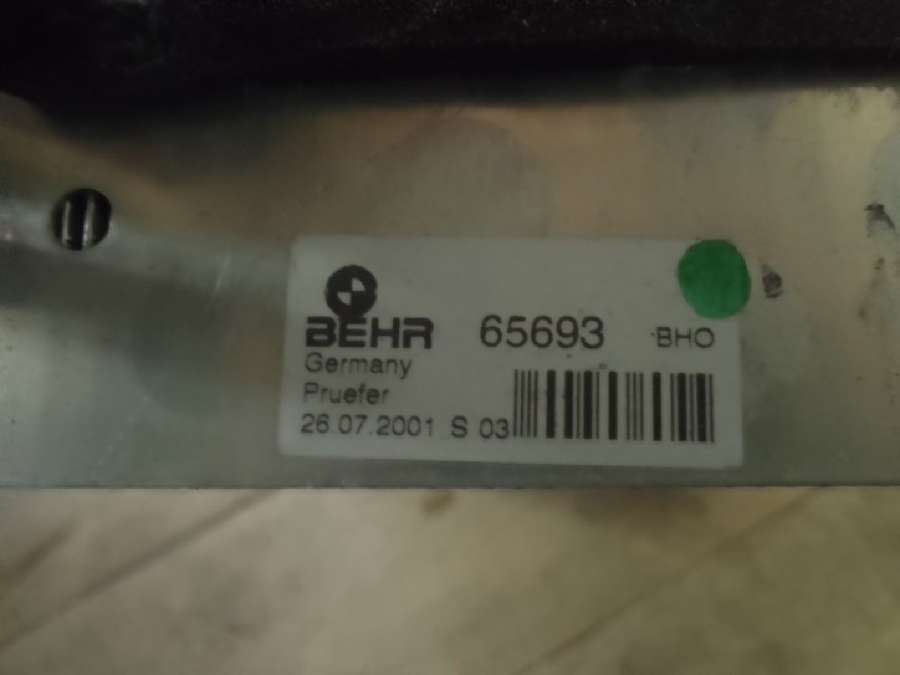 BEHR 65693 BHO
Germany
Pruefer
26.07.2001 S 03